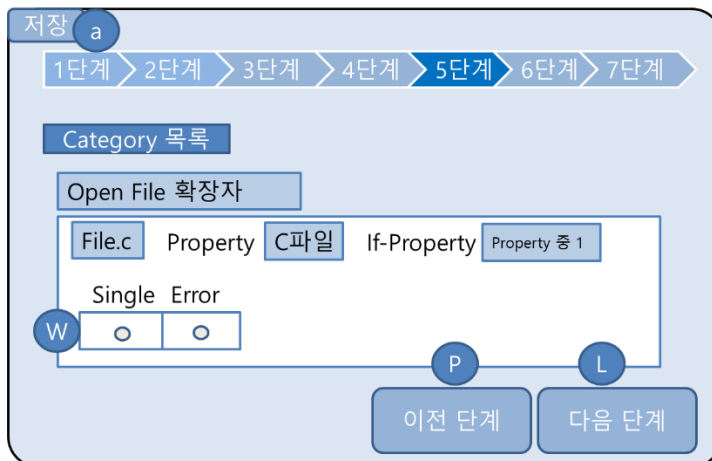 저장 a
1단계 2단계 3단계 4단계 5단계 6단계 7단계
Category 목록
Open File 확장자
File.c Property C파일 If-Property Property 중 1
Single Error
W
P L
이전 단계 다음 단계